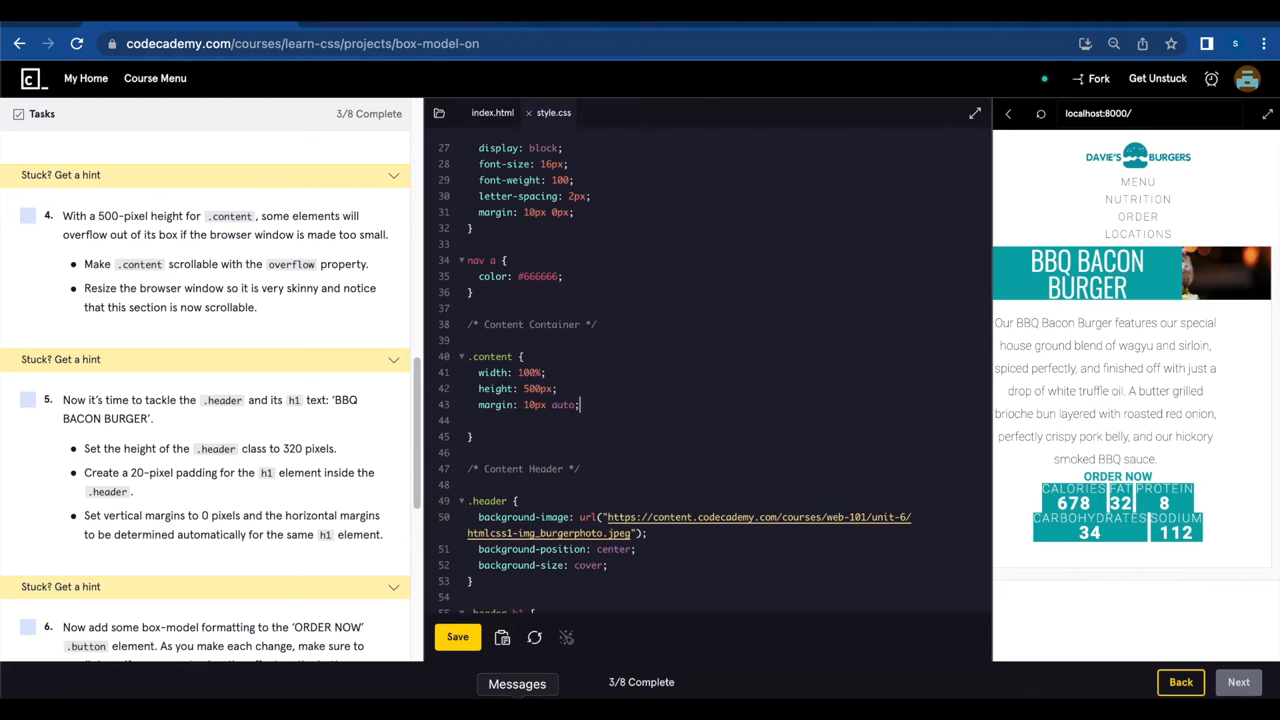 codecademy.com/courses/learn-css/projects/box-model-on
S
C_
My Home
Course Menu
Fork
Get Unstuck
Tasks
3/8 Complete
Stuck? Get a hint
4. With a 500-pixel height for .content, some elements will
overflow out of its box if the browser window is made too small.
• Make .content scrollable with the overflow property.
• Resize the browser window so it is very skinny and notice
that this section is now scrollable.
Stuck? Get a hint
5. Now it's time to tackle the .header and its h1 text: 'BBQ
BACON BURGER'.
• Set the height of the .header class to 320 pixels.
• Create a 20-pixel padding for the h1 element inside the
.header.
• Set vertical margins to 0 pixels and the horizontal margins
to be determined automatically for the same h1 element.
Stuck? Get a hint
6. Now add some box-model formatting to the 'ORDER NOW'
.button element. As you make each change, make sure to
index.html
× style.css
27 display: block;
28 font-size: 16px;
29 font-weight: 100;
30 letter-spacing: 2px;
31 margin: 10px 0px;
32 }
33
34 nav a {
35 color: #666666;
36 }
37
38 /* Content Container */
39
40 .content {
41 width: 100%;
42 height: 500px;
43 margin: 10px auto;
44
45 }
46
47 /* Content Header */
48
49 .header {
50 background-image: url("https://content.codecademy.com/courses/web-101/unit-6/
htmlcss1-img_burgerphoto.jpeg");
51 background-position: center;
52 background-size: cover;
53 }
54
55 .header h1 {
Save
localhost:8000/
DAVIE'S BURGERS
MENU
NUTRITION
ORDER
LOCATIONS
BBQ BACON
BURGER
Our BBQ Bacon Burger features our special
house ground blend of wagyu and sirloin,
spiced perfectly, and finished off with just a
drop of white truffle oil. A butter grilled
brioche bun layered with roasted red onion,
perfectly crispy pork belly, and our hickory
smoked BBQ sauce.
ORDER NOW
CALORIES FAT PROTEIN
678 32 8
CARBOHYDRATES SODIUM
34 112
Messages
3/8 Complete
Back
Next